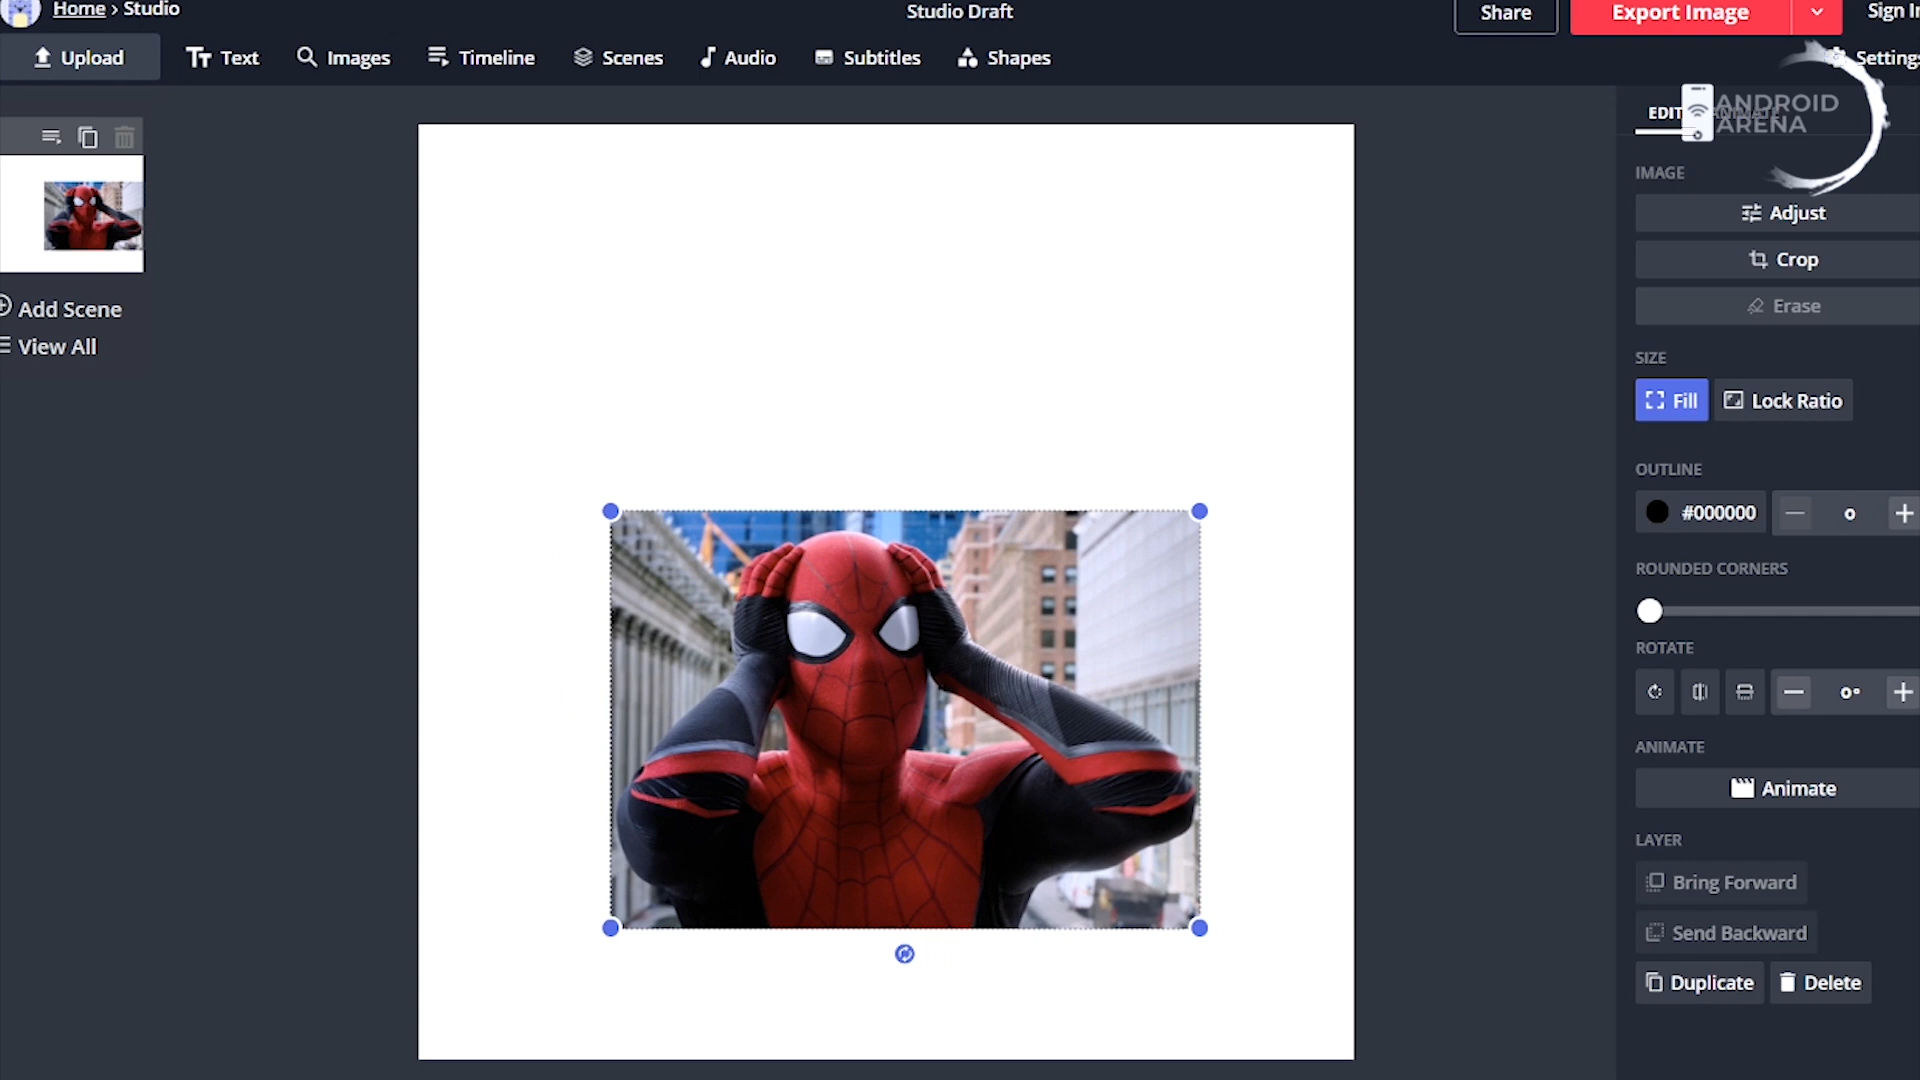 Home > Studio
Studio Draft
Share
Export Image
Sign In
Upload
Text
Images
Timeline
Scenes
Audio
Subtitles
Shapes
Settings
EDIT
ANDROID
ARENA
IMAGE
Adjust
Crop
Erase
Add Scene
View All
SIZE
Fill
Lock Ratio
OUTLINE
#000000
0
ROUNDED CORNERS
ROTATE
0°
ANIMATE
Animate
LAYER
Bring Forward
Send Backward
Duplicate
Delete